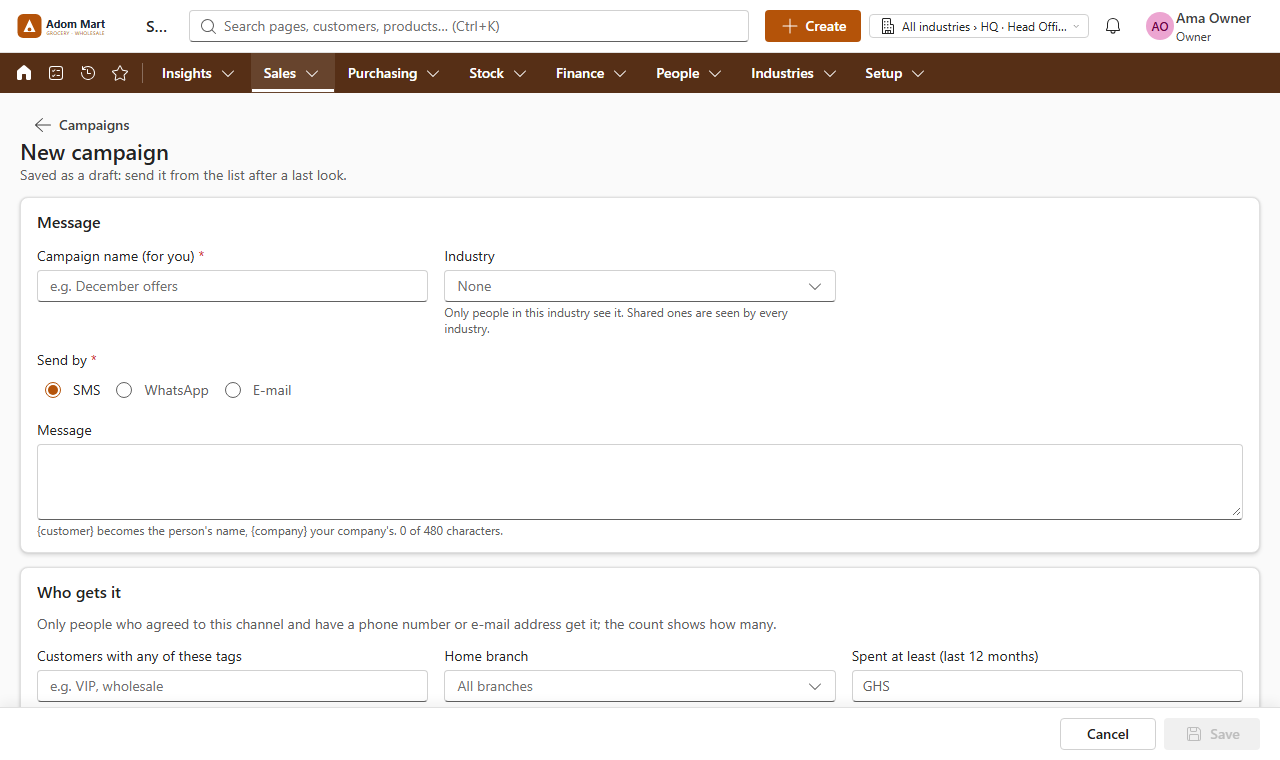 Adom Mart
GROCERY · WHOLESALE
S...
Search pages, customers, products... (Ctrl+K)
Create
All industries › HQ · Head Offi...
AO
Ama Owner
Owner
Insights
Sales
Purchasing
Stock
Finance
People
Industries
Setup
Campaigns
New campaign
Saved as a draft: send it from the list after a last look.
Message
Campaign name (for you) *
Industry
e.g. December offers
None
Only people in this industry see it. Shared ones are seen by every
industry.
Send by *
SMS
WhatsApp
E-mail
Message
{customer} becomes the person's name, {company} your company's. 0 of 480 characters.
Who gets it
Only people who agreed to this channel and have a phone number or e-mail address get it; the count shows how many.
Customers with any of these tags
Home branch
Spent at least (last 12 months)
e.g. VIP, wholesale
All branches
GHS
Cancel
Save